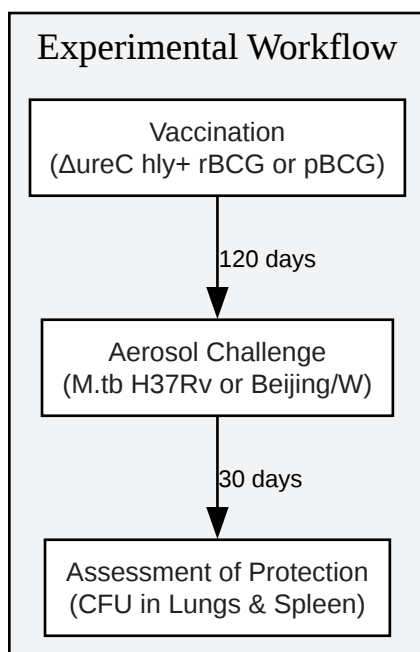 Experimental Workflow
Vaccination
(ΔureC hly+ rBCG or pBCG)
120 days
Aerosol Challenge
(M.tb H37Rv or Beijing/W)
30 days
Assessment of Protection
(CFU in Lungs & Spleen)